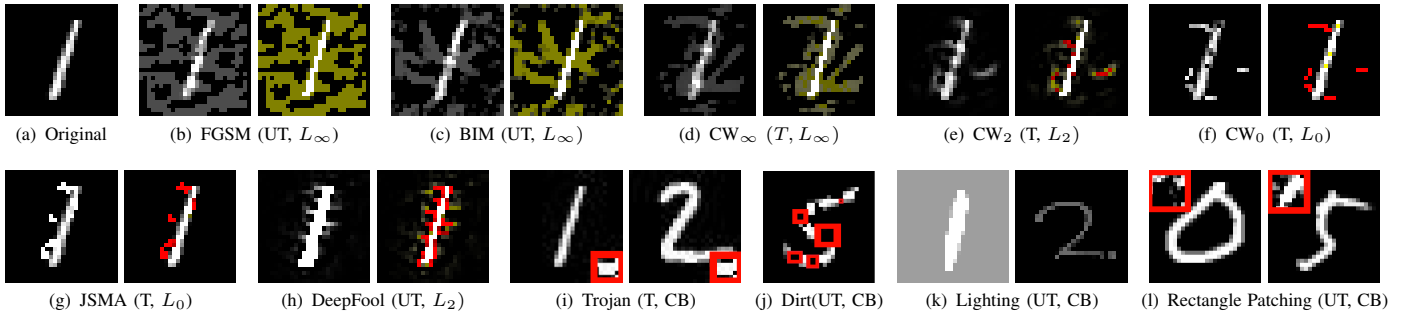 (a) Original (b) FGSM (UT, L∞) (c) BIM (UT, L∞) (d) CW∞ (T, L∞) (e) CW2 (T, L2) (f) CW0 (T, L0)
(g) JSMA (T, L0) (h) DeepFool (UT, L2) (i) Trojan (T, CB) (j) Dirt(UT, CB) (k) Lighting (UT, CB) (l) Rectangle Patching (UT, CB)